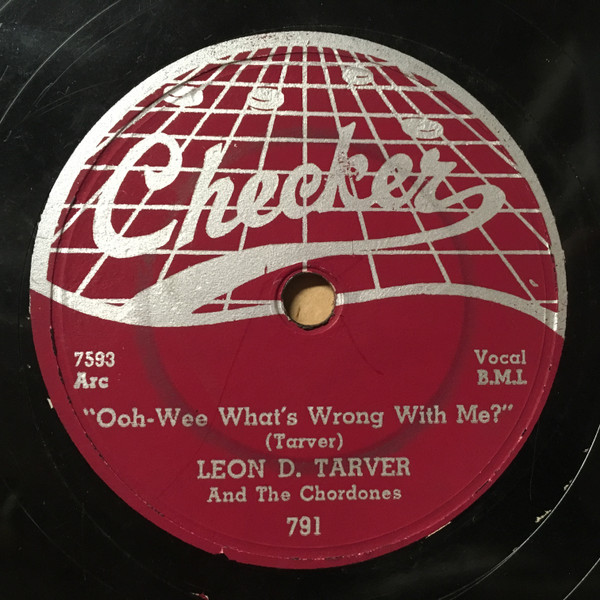 Checker
7593
Arc
Vocal
B.M.I.
"Ooh-Wee What's Wrong With Me?"
(Tarver)
LEON D. TARVER
And The Chordones
791